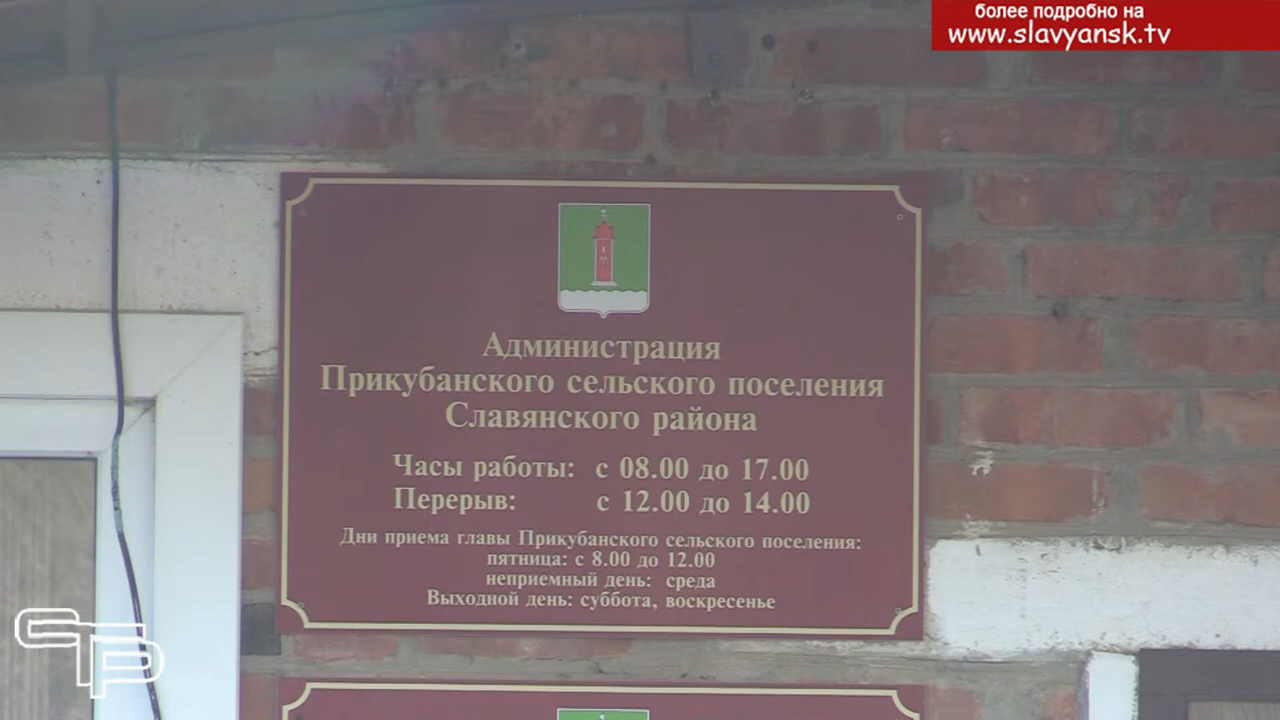 более подробно на
www.slavyansk.tv
Администрация
Прикубанского сельского поселения
Славянского района
Часы работы: с 08.00 до 17.00
Перерыв: с 12.00 до 14.00
Дни приема главы Прикубанского сельского поселения:
пятница: с 8.00 до 12.00
неприемный день: среда
Выходной день: суббота, воскресенье
СТР